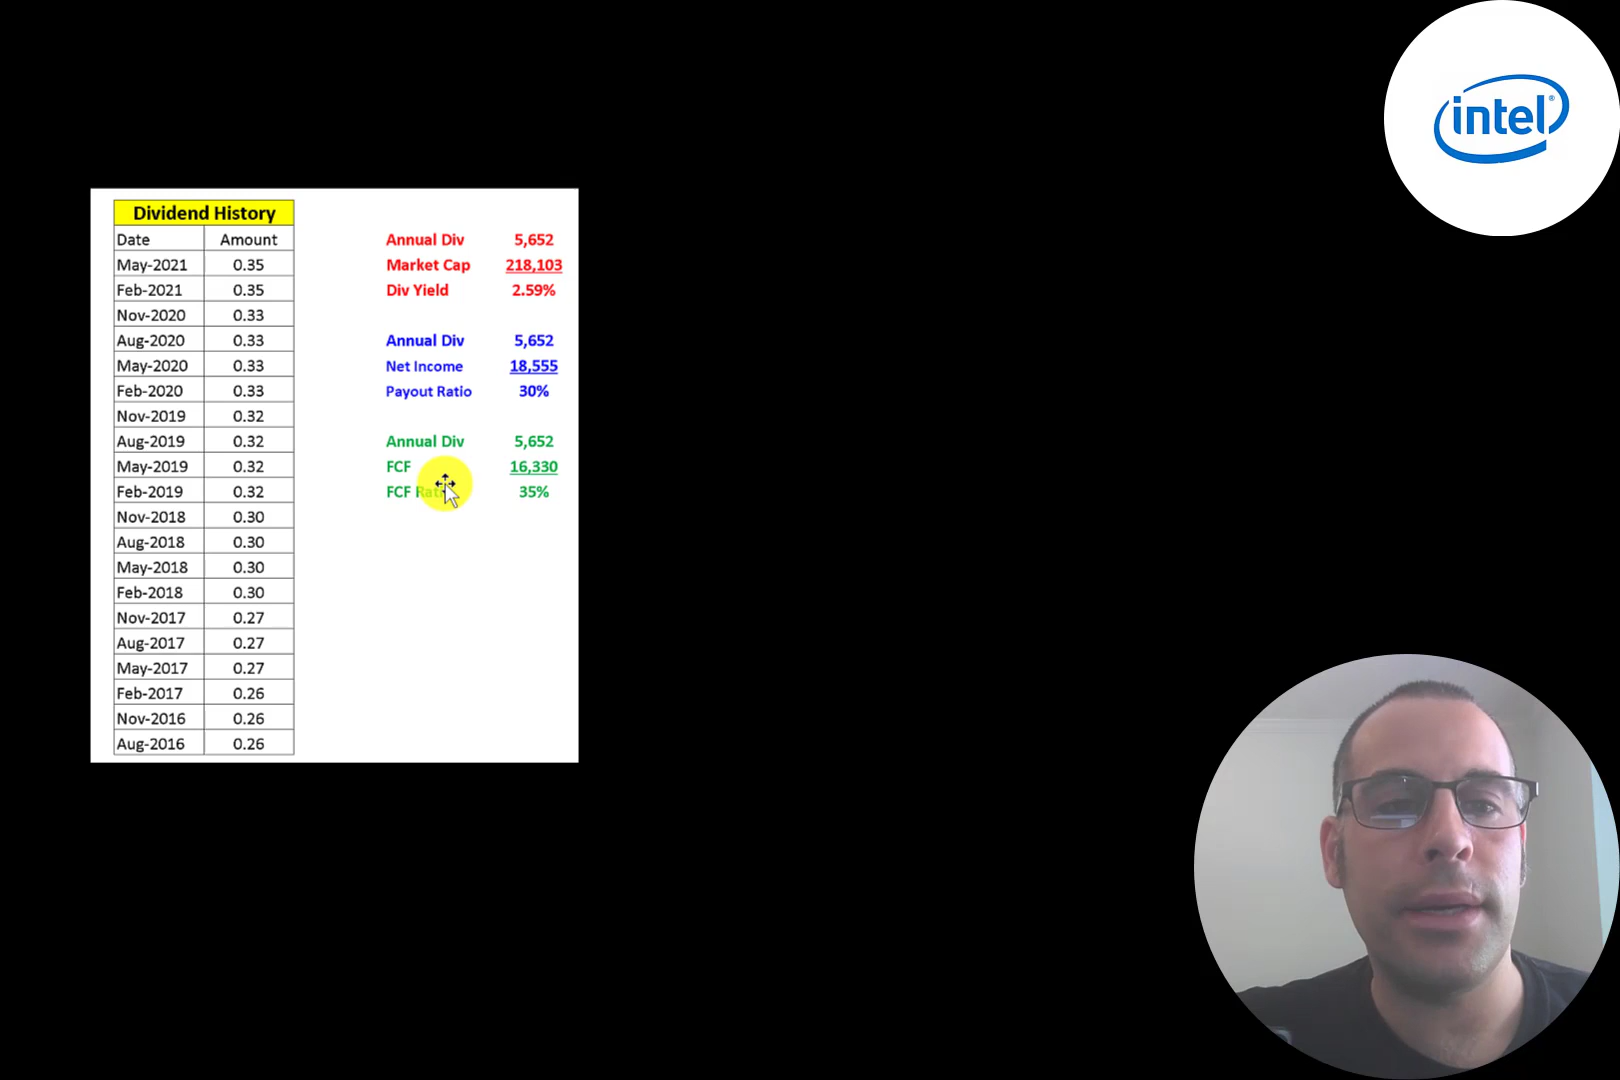 intel®
Dividend History
Date Amount
May-2021 0.35
Feb-2021 0.35
Nov-2020 0.33
Aug-2020 0.33
May-2020 0.33
Feb-2020 0.33
Nov-2019 0.32
Aug-2019 0.32
May-2019 0.32
Feb-2019 0.32
Nov-2018 0.30
Aug-2018 0.30
May-2018 0.30
Feb-2018 0.30
Nov-2017 0.27
Aug-2017 0.27
May-2017 0.27
Feb-2017 0.26
Nov-2016 0.26
Aug-2016 0.26
Annual Div 5,652
Market Cap 218,103
Div Yield 2.59%
Annual Div 5,652
Net Income 18,555
Payout Ratio 30%
Annual Div 5,652
FCF 16,330
FCF Ratio 35%